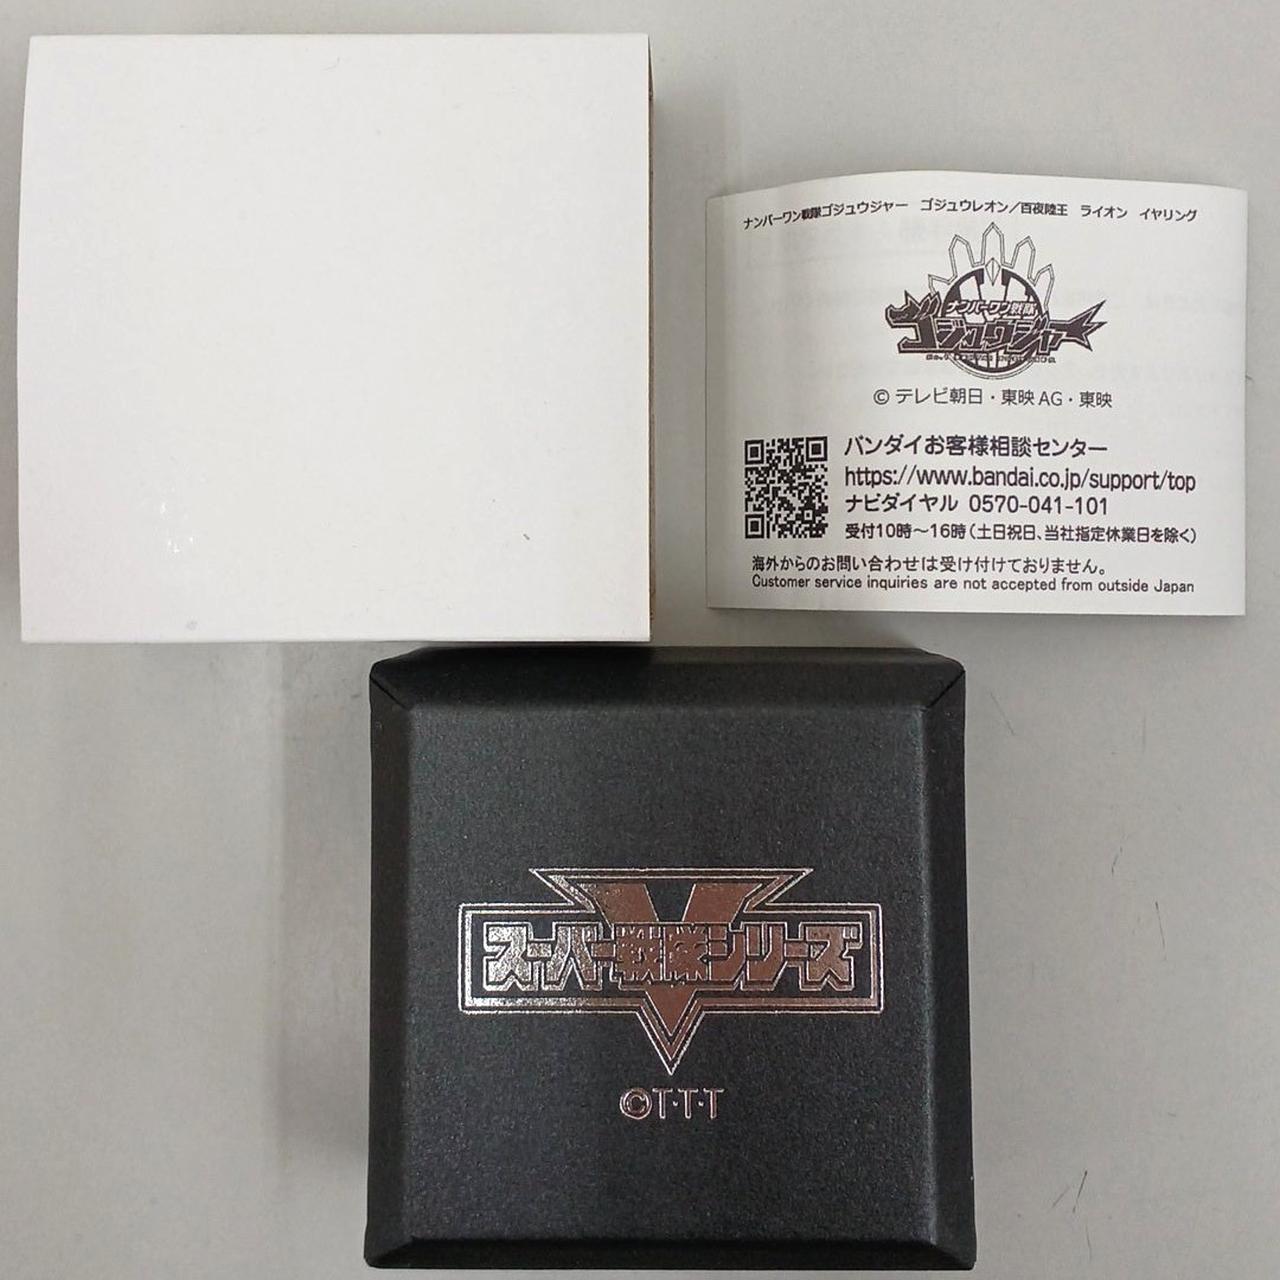 ナンバーワン戦隊ゴジュウジャー　ゴジュウレオン／百夜陸王　ライオン　イヤリング
ナンバーワン戦隊
ゴジュウジャー
© テレビ朝日・東映AG・東映
バンダイお客様相談センター
https://www.bandai.co.jp/support/top
ナビダイヤル 0570-041-101
受付10時～16時（土日祝日、当社指定休業日を除く）
海外からのお問い合わせは受け付けておりません。
Customer service inquiries are not accepted from outside Japan
スーパー戦隊シリーズ
©T·T·T